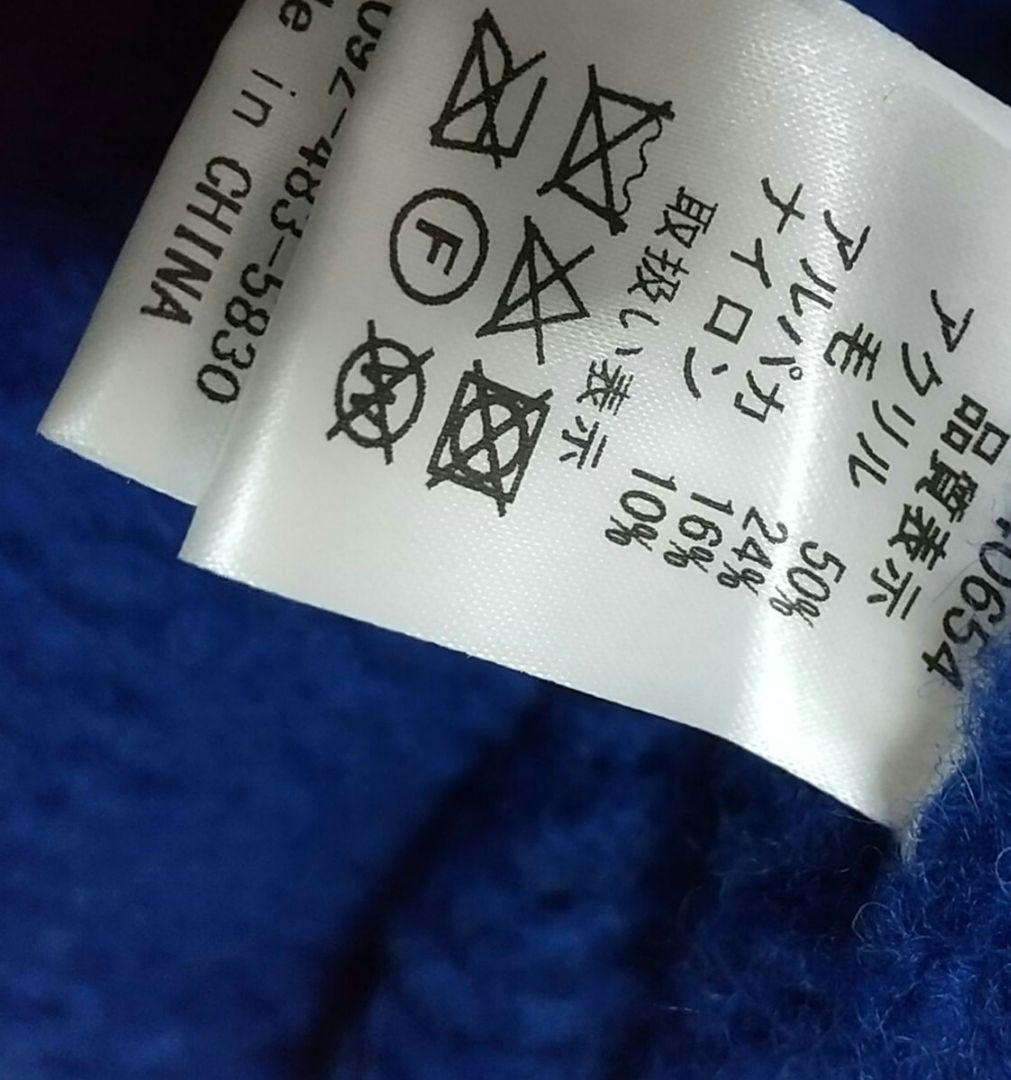 0654
品質表示
アクリル 50%
毛 24%
アルパカ 16%
ナイロン 10%
取扱い表示
F W
092-483-5830
in CHINA